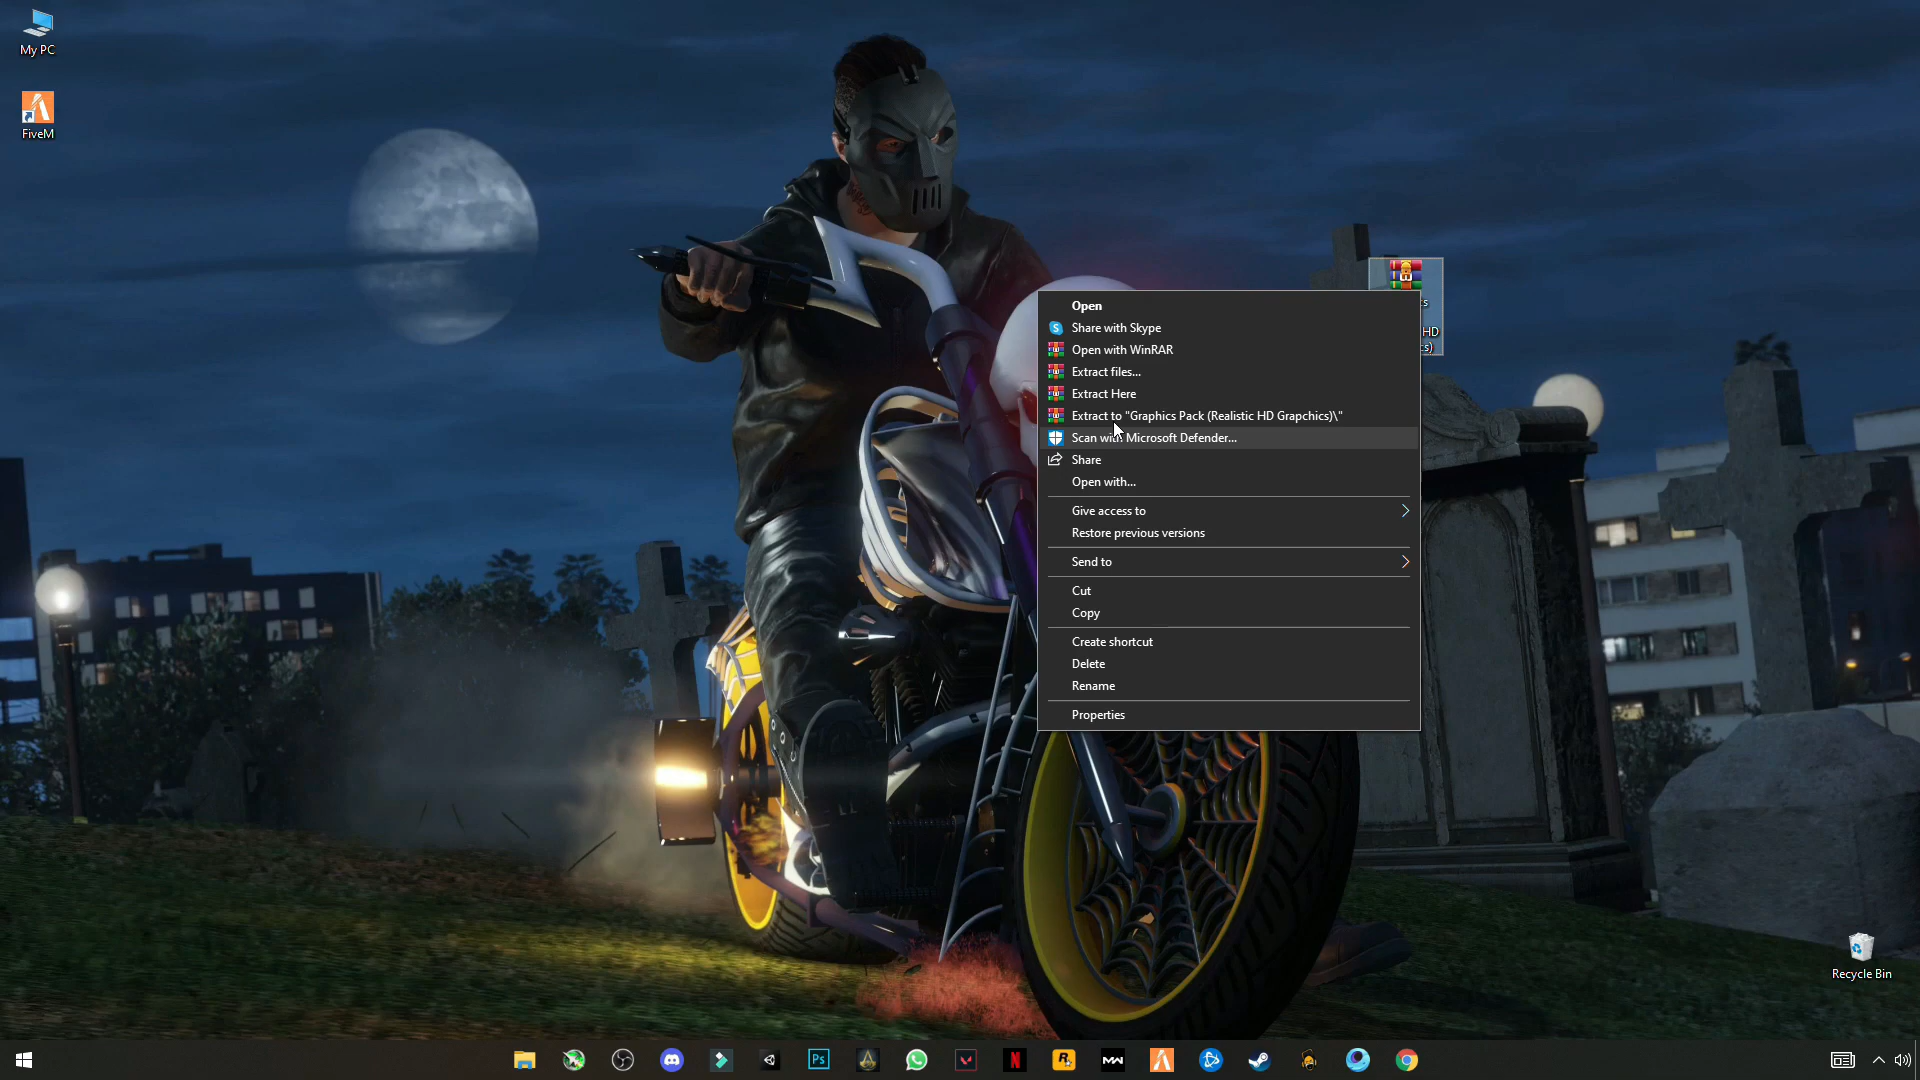 My PC
FiveM
HD
Open
Share with Skype
Open with WinRAR
Extract files...
Extract Here
Extract to "Graphics Pack (Realistic HD Grapchics)\"
Scan with Microsoft Defender...
Share
Open with...
Give access to
Restore previous versions
Send to
Cut
Copy
Create shortcut
Delete
Rename
Properties
Recycle Bin
Ps